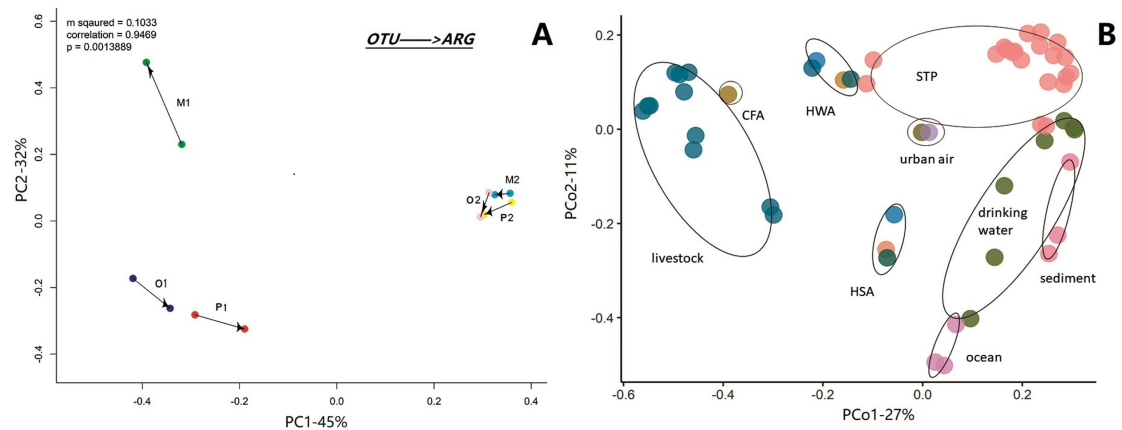 m sqaured = 0.1033
correlation = 0.9469
p = 0.0013889
OTU——>ARG
A
M1
M2
O2
P2
O1
P1
0.6
0.4
0.2
0.0
-0.2
-0.4
PC2-32%
-0.4
-0.2
0.0
0.2
0.4
PC1-45%
B
STP
HWA
CFA
urban air
drinking
water
livestock
HSA
sediment
ocean
0.2
0.0
-0.2
-0.4
PCo2-11%
-0.6
-0.4
-0.2
0.0
0.2
PCo1-27%